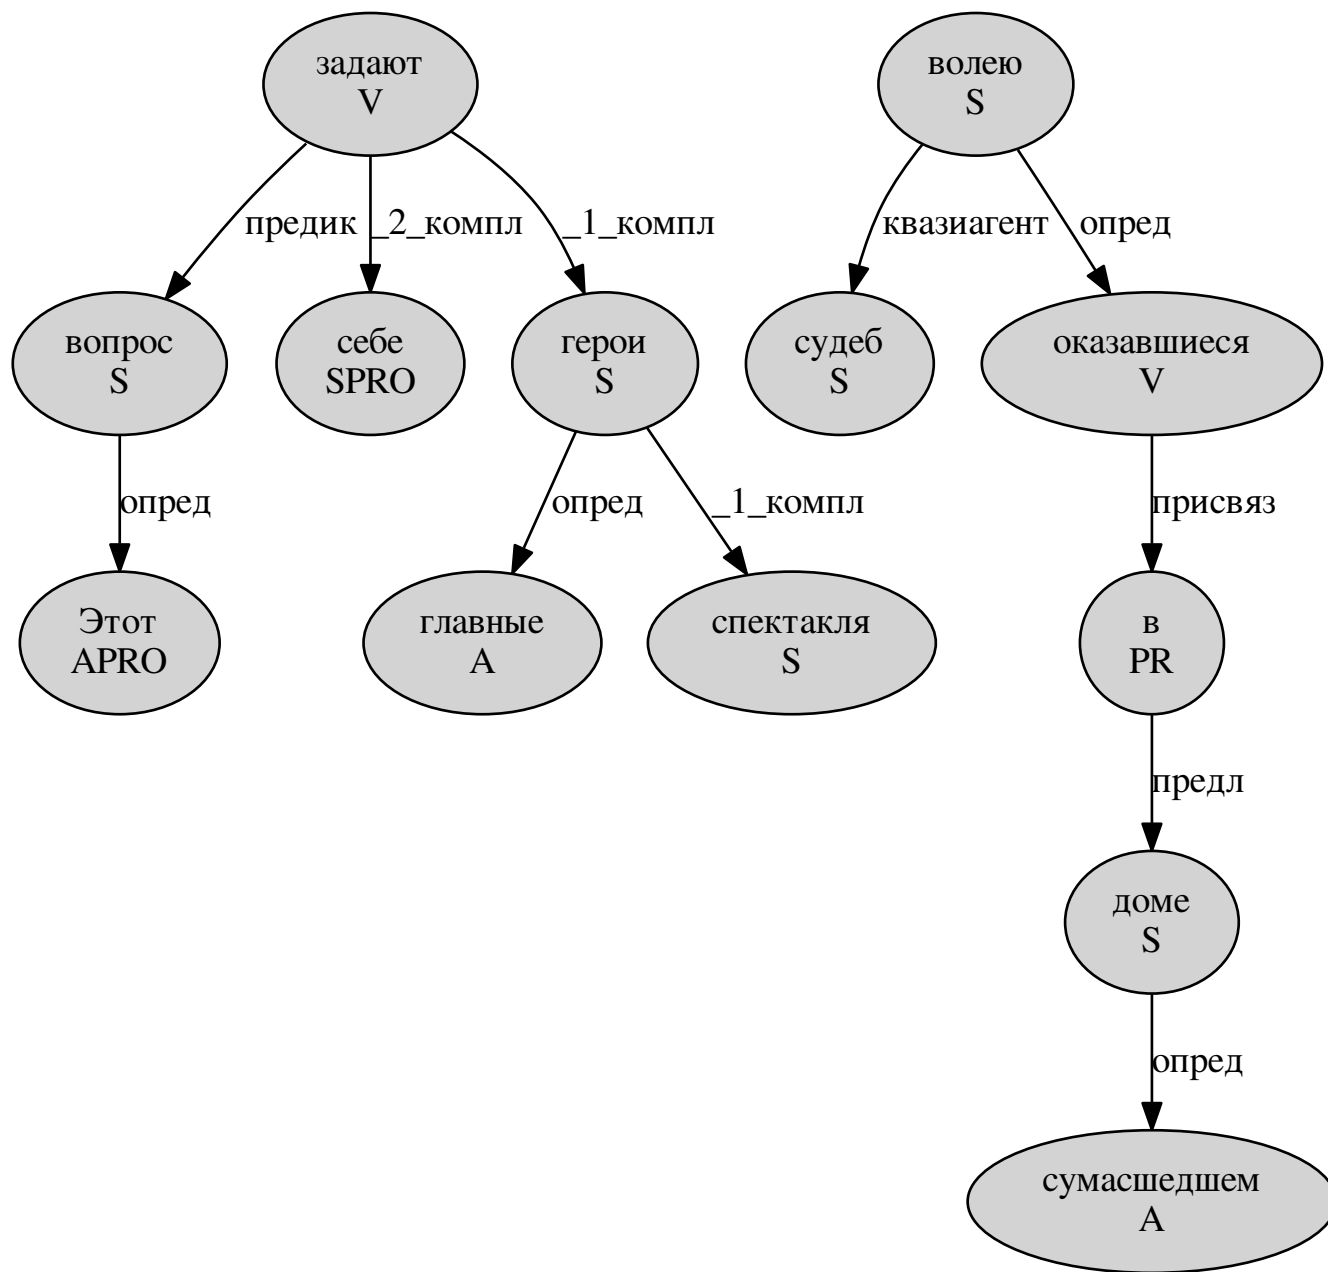 задают
V
волею
S
предик
_2_компл
_1_компл
квазиагент
опред
вопрос
S
себе
SPRO
герои
S
судеб
S
оказавшиеся
V
опред
опред
_1_компл
присвяз
Этот
APRO
главные
A
спектакля
S
в
PR
предл
доме
S
опред
сумасшедшем
A